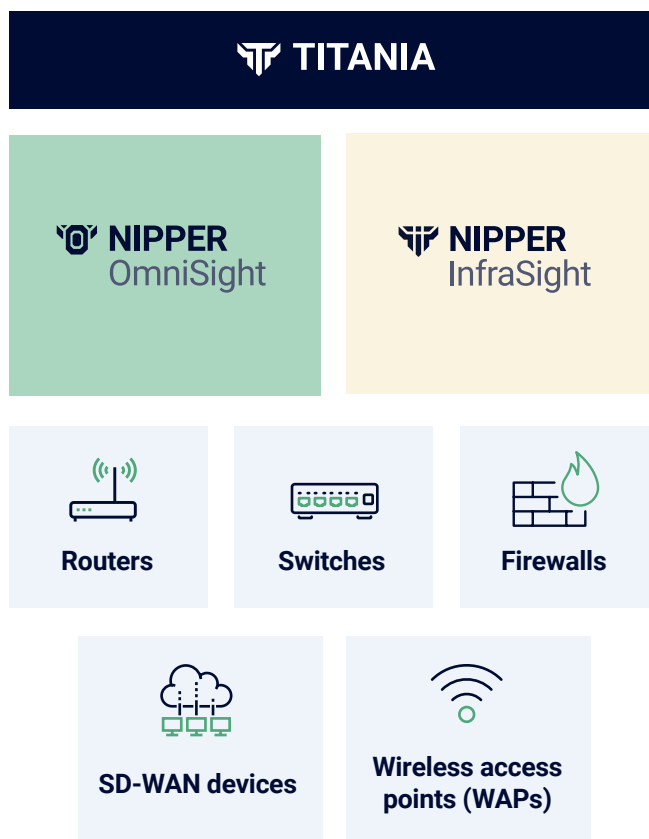 TITANIA
NIPPER
OmniSight
NIPPER
InfraSight
Routers
Switches
Firewalls
SD-WAN devices
Wireless access
points (WAPs)